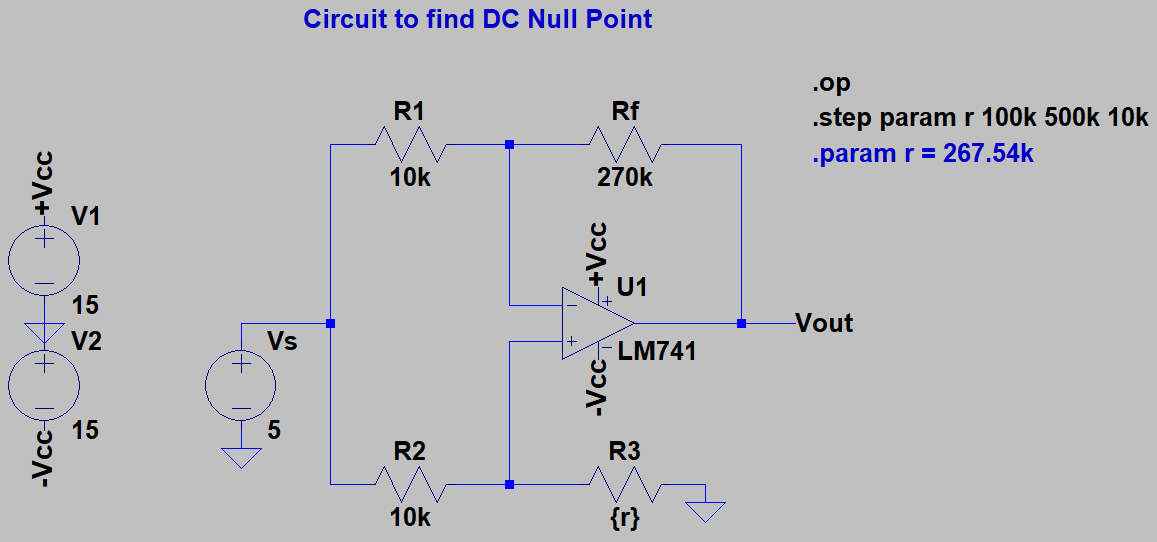 Circuit to find DC Null Point
.op
.step param r 100k 500k 10k
.param r = 267.54k
R1
10k
Rf
270k
+Vcc
V1
15
V2
15
-Vcc
Vs
5
+Vcc
U1
LM741
-Vcc
Vout
R2
10k
R3
{r}